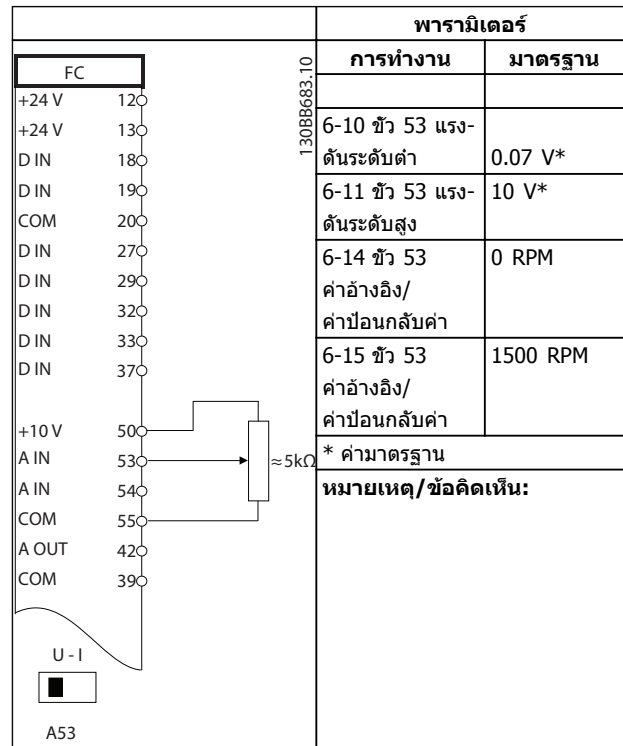 FC
+24 V 12
+24 V 13
D IN 18
D IN 19
COM 20
D IN 27
D IN 29
D IN 32
D IN 33
D IN 37
+10 V 50
A IN 53
A IN 54
COM 55
A OUT 42
COM 39
≈5kΩ
U - I
A53
130BB683.10
พารามิเตอร์
การทำงาน มาตรฐาน
6-10 ขั้ว 53 แรง-
ดันระดับต่ำ 0.07 V*
6-11 ขั้ว 53 แรง- 10 V*
ดันระดับสูง
6-14 ขั้ว 53 0 RPM
ค่าอ้างอิง/
ค่าป้อนกลับค่า
6-15 ขั้ว 53 1500 RPM
ค่าอ้างอิง/
ค่าป้อนกลับค่า
* ค่ามาตรฐาน
หมายเหตุ/ข้อคิดเห็น: